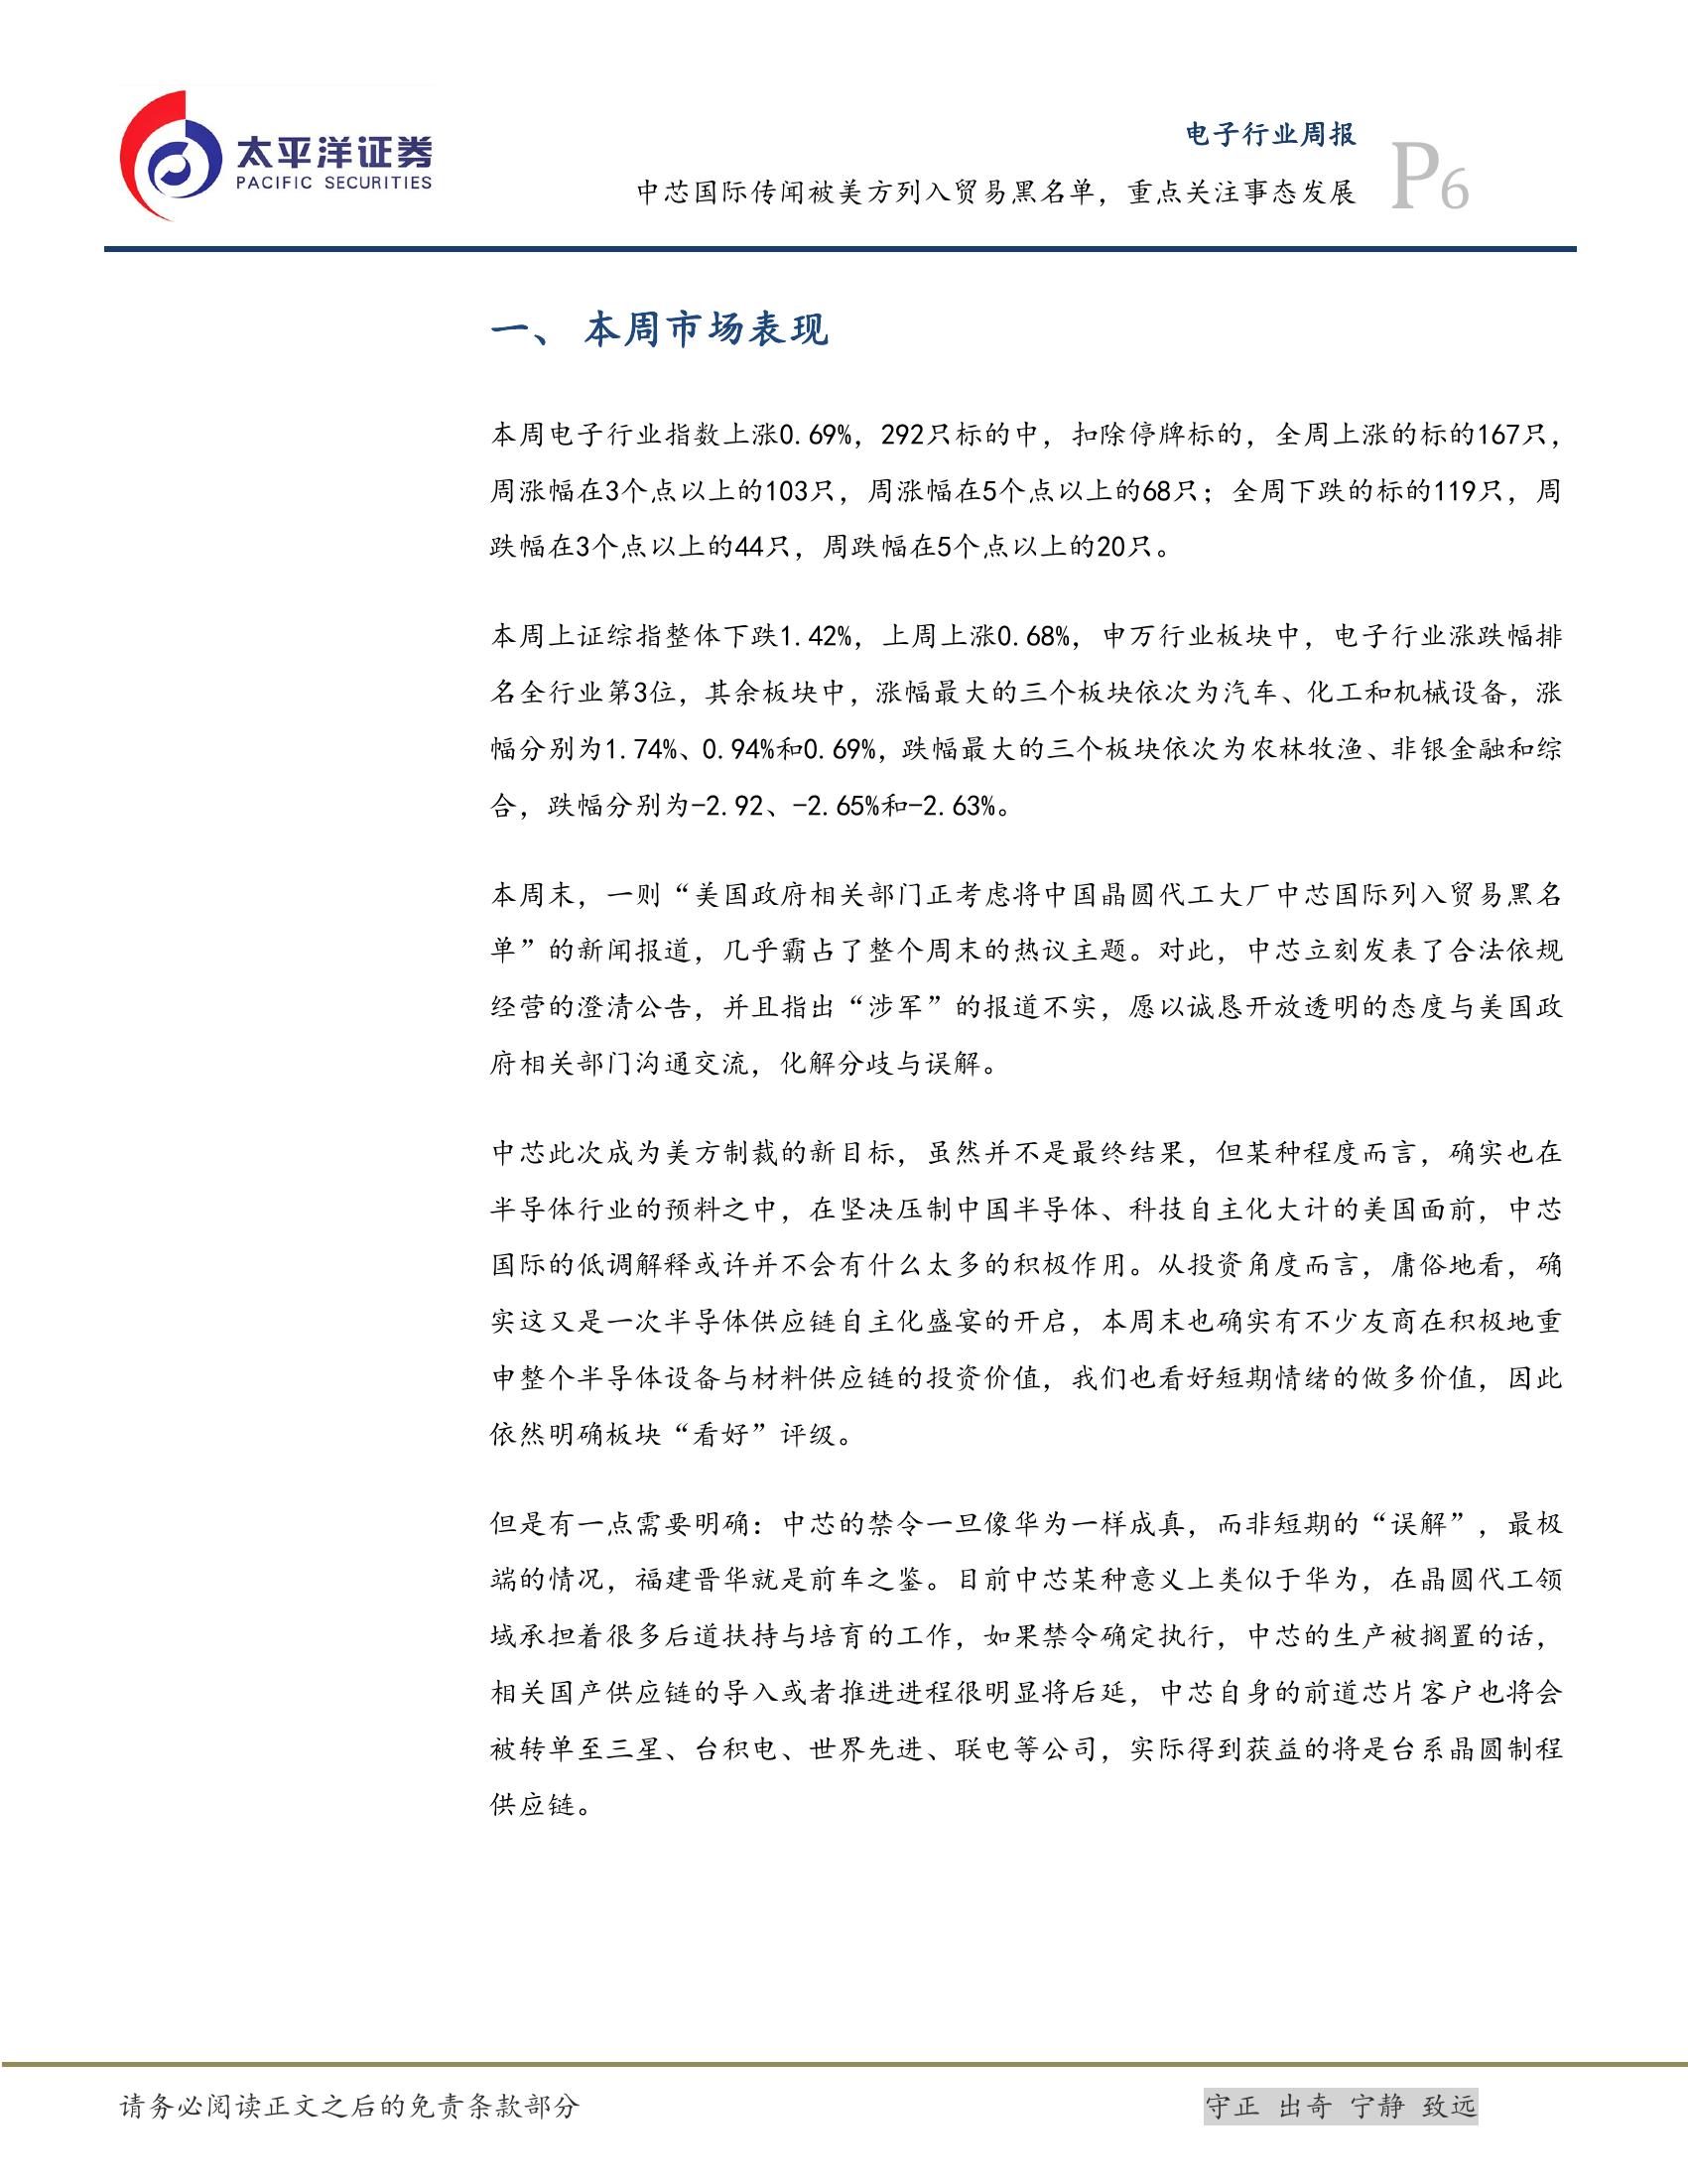 太平洋证券
PACIFIC SECURITIES
电子行业周报
中芯国际传闻被美方列入贸易黑名单，重点关注事态发展
P6
一、 本周市场表现
本周电子行业指数上涨0.69%，292只标的中，扣除停牌标的，全周上涨的标的167只，
周涨幅在3个点以上的103只，周涨幅在5个点以上的68只；全周下跌的标的119只，周
跌幅在3个点以上的44只，周跌幅在5个点以上的20只。
本周上证综指整体下跌1.42%，上周上涨0.68%，申万行业板块中，电子行业涨跌幅排
名全行业第3位，其余板块中，涨幅最大的三个板块依次为汽车、化工和机械设备，涨
幅分别为1.74%、0.94%和0.69%，跌幅最大的三个板块依次为农林牧渔、非银金融和综
合，跌幅分别为-2.92、-2.65%和-2.63%。
本周末，一则“美国政府相关部门正考虑将中国晶圆代工大厂中芯国际列入贸易黑名
单”的新闻报道，几乎霸占了整个周末的热议主题。对此，中芯立刻发表了合法依规
经营的澄清公告，并且指出“涉军”的报道不实，愿以诚恳开放透明的态度与美国政
府相关部门沟通交流，化解分歧与误解。
中芯此次成为美方制裁的新目标，虽然并不是最终结果，但某种程度而言，确实也在
半导体行业的预料之中，在坚决压制中国半导体、科技自主化大计的美国面前，中芯
国际的低调解释或许并不会有什么太多的积极作用。从投资角度而言，庸俗地看，确
实这又是一次半导体供应链自主化盛宴的开启，本周末也确实有不少友商在积极地重
申整个半导体设备与材料供应链的投资价值，我们也看好短期情绪的做多价值，因此
依然明确板块“看好”评级。
但是有一点需要明确：中芯的禁令一旦像华为一样成真，而非短期的“误解”，最极
端的情况，福建晋华就是前车之鉴。目前中芯某种意义上类似于华为，在晶圆代工领
域承担着很多后道扶持与培育的工作，如果禁令确定执行，中芯的生产被搁置的话，
相关国产供应链的导入或者推进进程很明显将后延，中芯自身的前道芯片客户也将会
被转单至三星、台积电、世界先进、联电等公司，实际得到获益的将是台系晶圆制程
供应链。
请务必阅读正文之后的免责条款部分
守正 出奇 宁静 致远